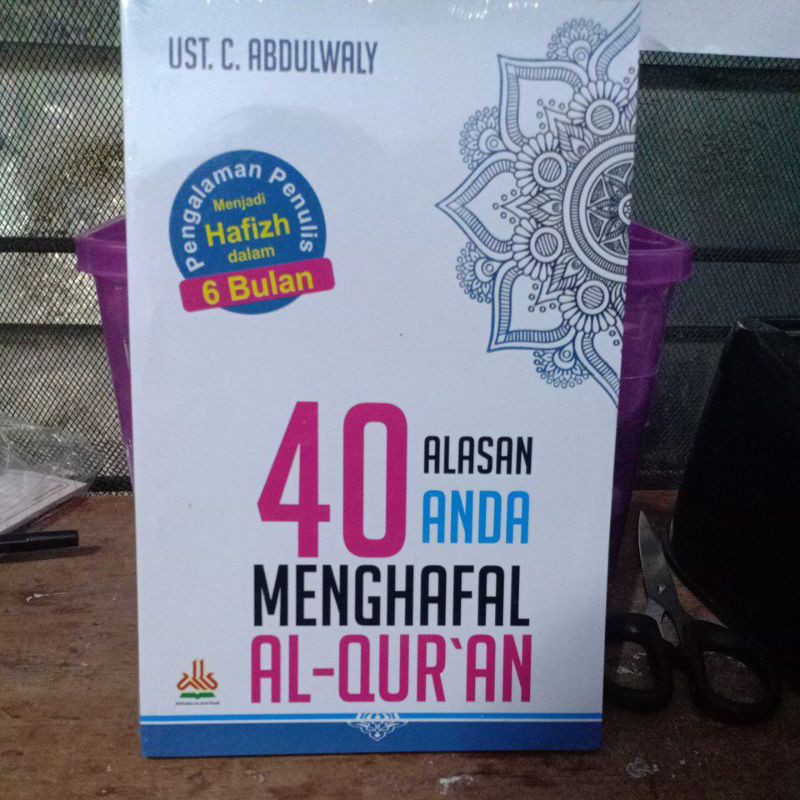 UST. C. ABDULWALY
Pengalaman Penulis
Menjadi
Hafizh
dalam
6 Bulan
40 ALASAN
ANDA
MENGHAFAL
AL-QUR`AN